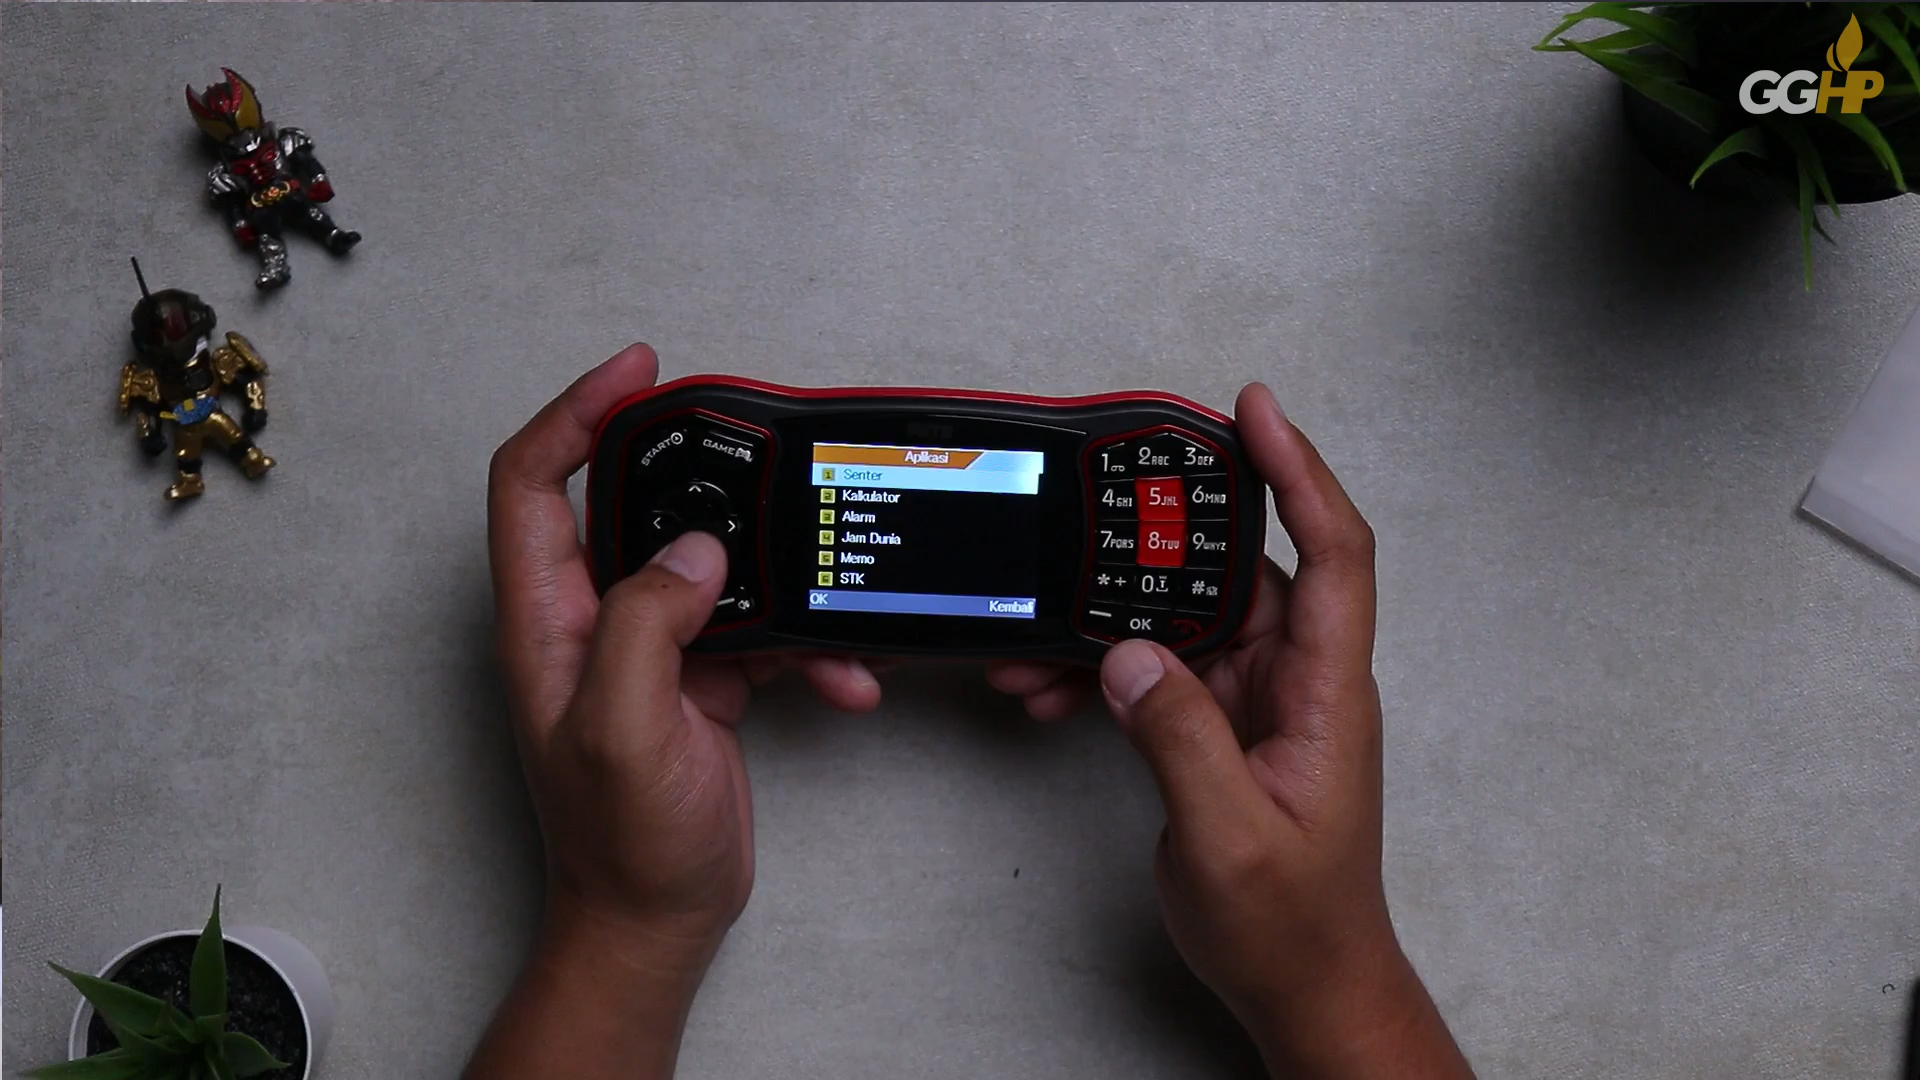 GGHP
START
GAME
Aplikasi
1 Senter
2 Kalkulator
3 Alarm
4 Jam Dunia
5 Memo
6 STK
OK Kembali
1 2ABC 3DEF
4GHI 5JKL 6MNO
7PQRS 8TUV 9WXYZ
*+ 0 #
OK